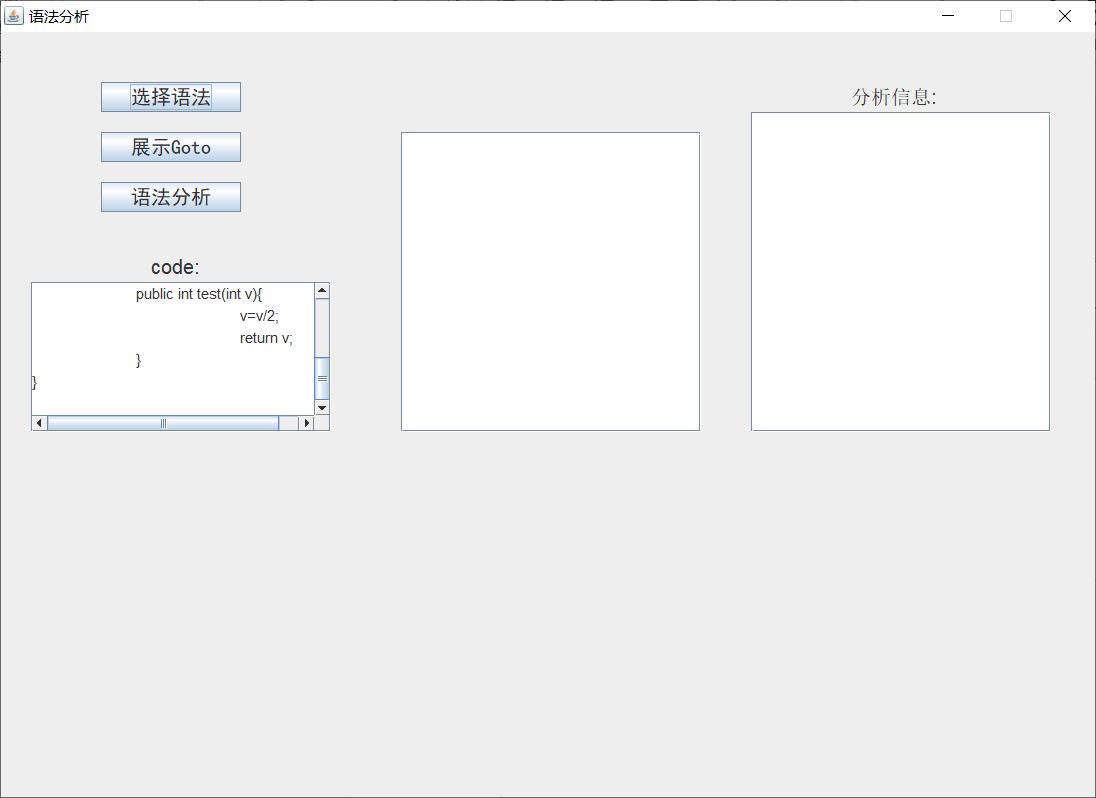 语法分析
选择语法
展示Goto
语法分析
code:
public int test(int v){
v=v/2;
return v;
}
}
分析信息: